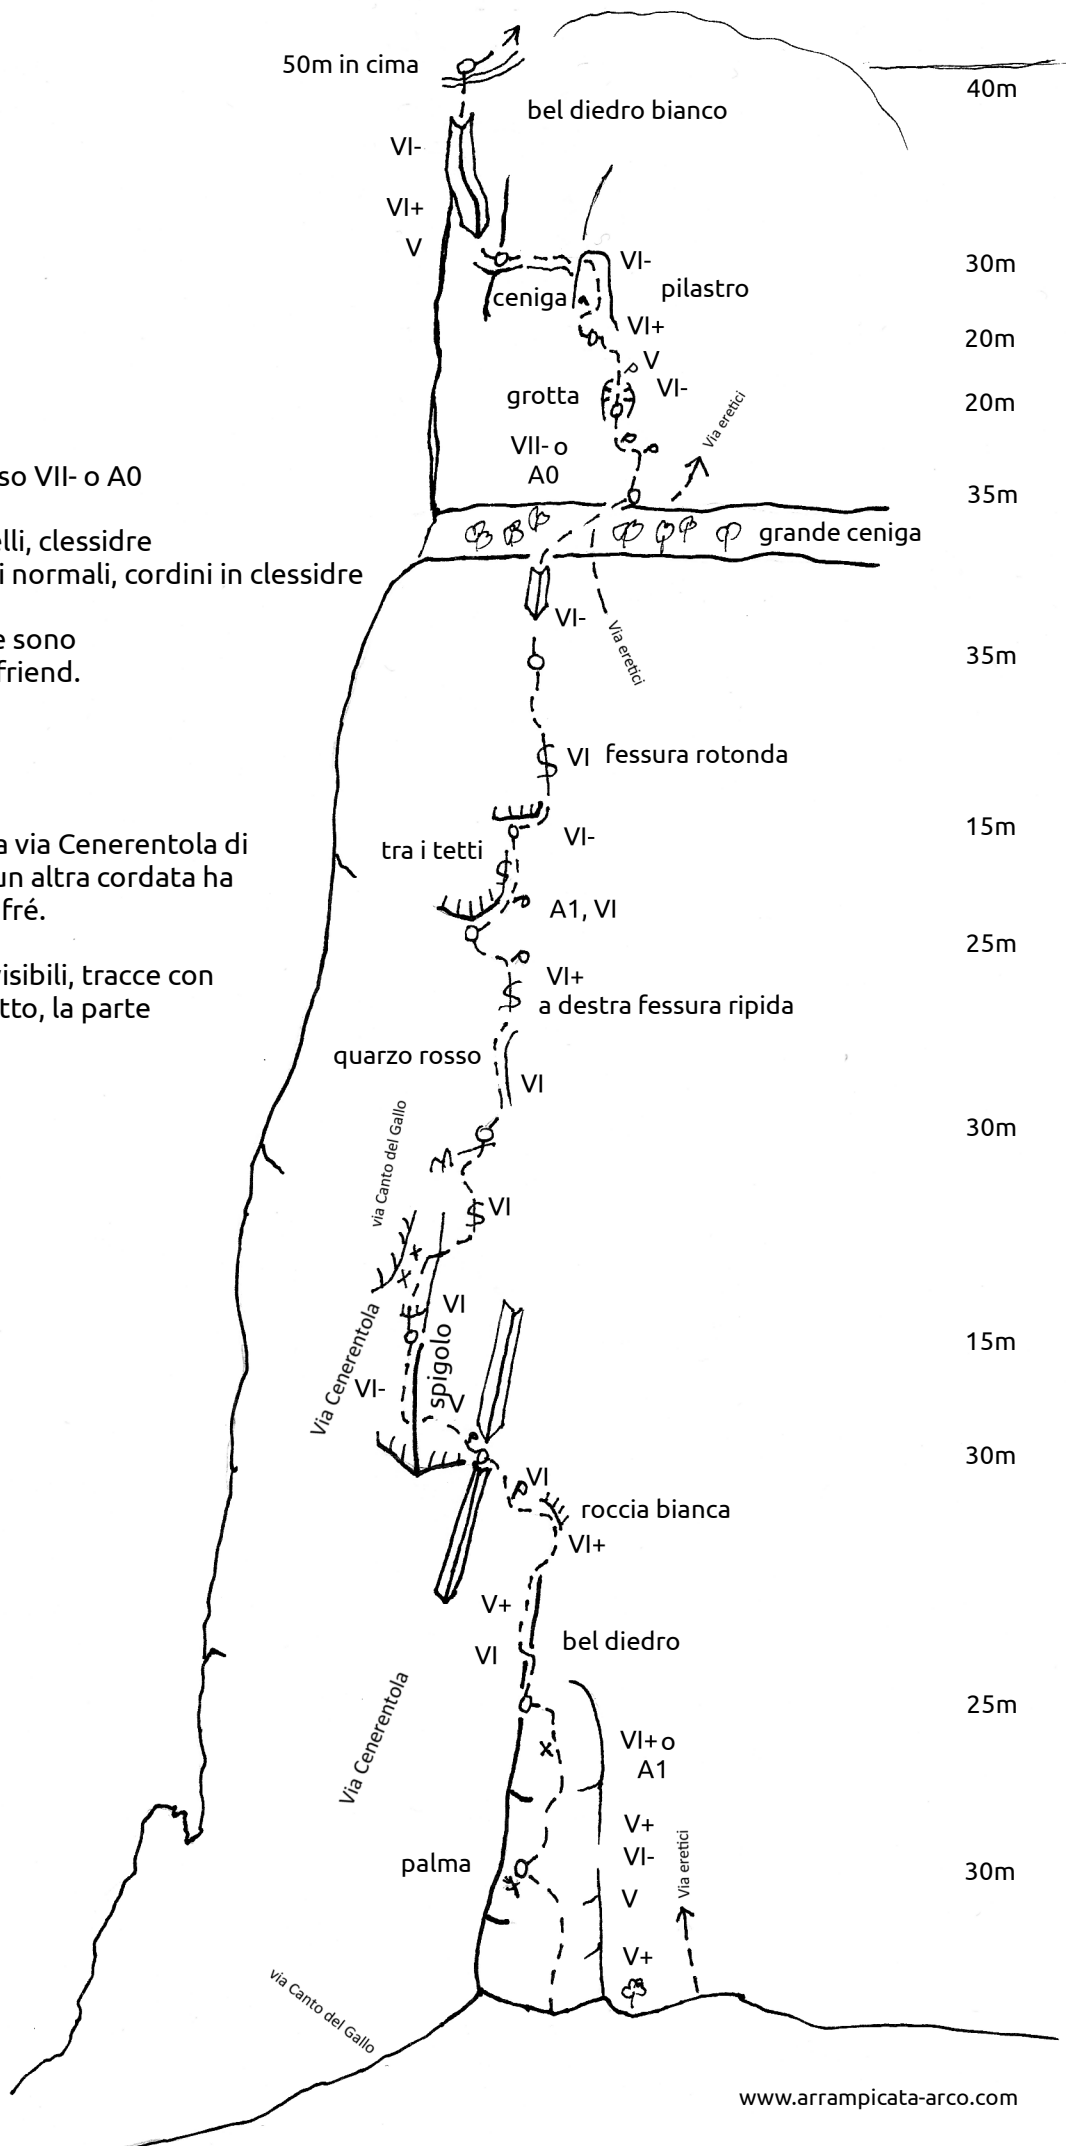 50m in cima
40m
bel diedro bianco
VI-
VI+
V
30m
VI-
ceniga
pilastro
VI+
20m
V
VI-
grotta
20m
Via eretici
VII- o
A0
so VII- o A0
35m
grande ceniga
elli, clessidre
i normali, cordini in clessidre
VI-
e sono
friend.
Via eretici
35m
VI fessura rotonda
15m
VI-
a via Cenerentola di
tra i tetti
un altra cordata ha
fré.
A1, VI
25m
isibili, tracce con
VI+
tto, la parte
a destra fessura ripida
quarzo rosso
VI
30m
via Canto del Gallo
VI
VI
15m
Via Cenerentola
spigolo
VI-
V
30m
VI
roccia bianca
VI+
V+
bel diedro
VI
25m
Via Cenerentola
VI+ o
A1
V+
VI-
palma
30m
Via eretici
V
V+
via Canto del Gallo
www.arrampicata-arco.com